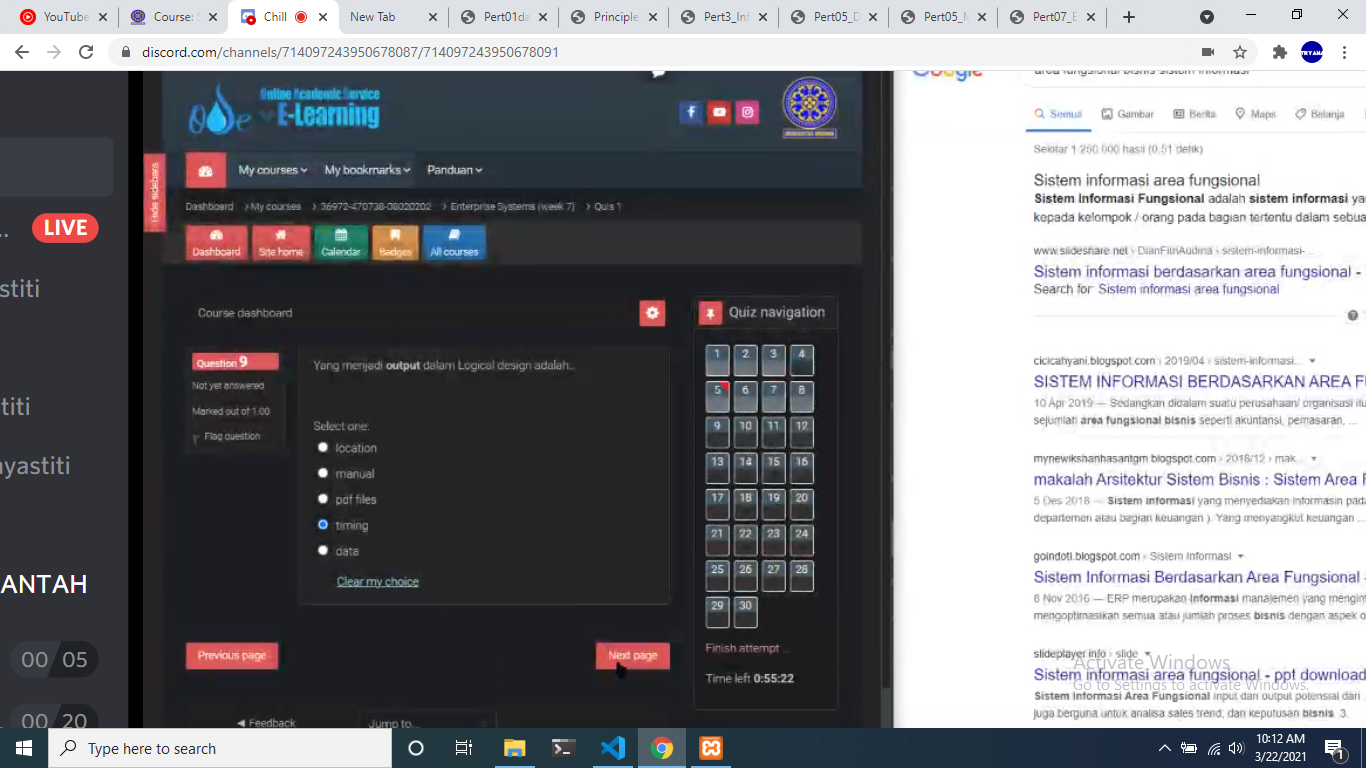 YouTube
Course: S
Chill
New Tab
Pert01da
Principle
Pert3_Inf
Pert05_D
Pert05_M
Pert07_E
discord.com/channels/714097243950678087/714097243950678091
TRYANA
LIVE
stiti
titi
yastiti
ANTAH
00 05
00 20
Online Academic Service
E-Learning
Hide sidebars
My courses
My bookmarks
Panduan
Dashboard
My courses
36972-470738-08020202
Enterprise Systems (week 7)
Quis 1
Dashboard
Site home
Calendar
Badges
All courses
Course dashboard
Question 9
Not yet answered
Marked out of 1.00
Flag question
Yang menjadi output dalam Logical design adalah..
Select one:
location
manual
pdf files
timing
data
Clear my choice
Previous page
Next page
Feedback
Jump to...
Quiz navigation
1 2 3 4
5 6 7 8
9 10 11 12
13 14 15 16
17 18 19 20
21 22 23 24
25 26 27 28
29 30
Finish attempt ...
Time left 0:55:22
Google
area fungsional bisnis sistem informasi
Semua
Gambar
Berita
Maps
Belanja
Sekitar 1.250.000 hasil (0,51 detik)
Sistem informasi area fungsional
Sistem Informasi Fungsional adalah sistem informasi ya
kepada kelompok / orang pada bagian tertentu dalam sebua
www.slideshare.net › DianFitriAudina › sistem-informasi-...
Sistem informasi berdasarkan area fungsional -
Search for: Sistem informasi area fungsional
cicicahyani.blogspot.com › 2019/04 › sistem-informasi...
SISTEM INFORMASI BERDASARKAN AREA F
10 Apr 2019 — Sedangkan didalam suatu perusahaan/ organisasi itu
sejumlah area fungsional bisnis seperti akuntansi, pemasaran, ...
mynewikshanhasantgm.blogspot.com › 2018/12 › mak...
makalah Arsitektur Sistem Bisnis : Sistem Area F
5 Des 2018 — Sistem informasi yang menyediakan informasin pada
departemen atau bagian keuangan ). Yang menyangkut keuangan ...
goindoti.blogspot.com › Sistem Informasi
Sistem Informasi Berdasarkan Area Fungsional -
8 Nov 2016 — ERP merupakan informasi manajemen yang mengint
mengoptimasikan semua atau jumlah proses bisnis dengan aspek o
slideplayer.info › slide
Sistem informasi area fungsional - ppt download
Sistem Informasi Area Fungsional input dan output potensial dari
juga berguna untuk analisa sales trend, dan keputusan bisnis. 3.
Activate Windows
Go to Settings to activate Windows.
Type here to search
10:12 AM
3/22/2021
1